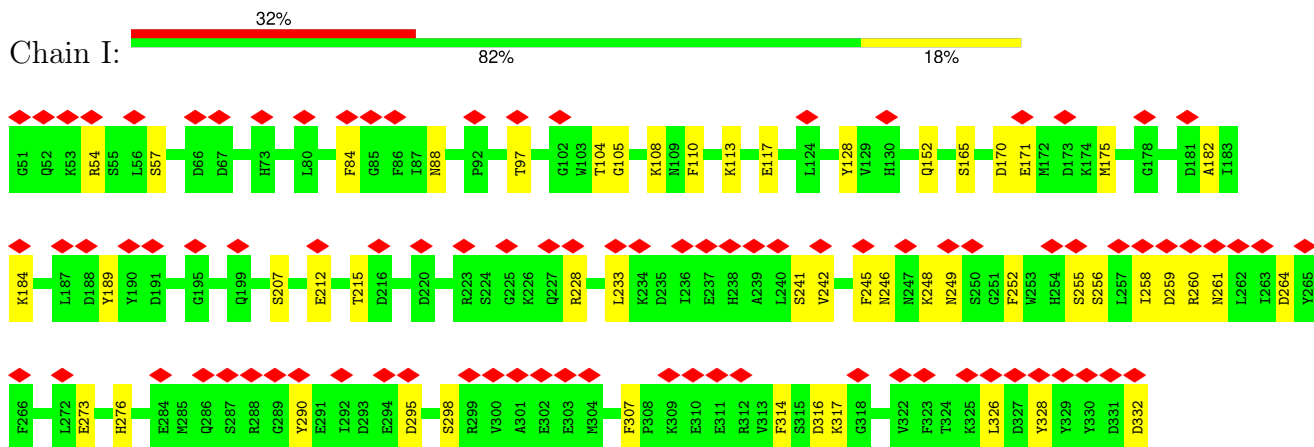 32%
Chain I:
82% 18%
G51 Q52 K53 R54 S55 L56 S57 D66 D67 H73 L80 F84 G85 F86 I87 N88 P92 T97 G102 W103 T104 G105 K108 N109 F110 K113 E117 L124 Y128 V129 H130 Q152 S165 D170 E171 M172 D173 K174 M175 G178 D181 A182 I183
K184 L187 D188 Y189 Y190 D191 G195 Q199 S207 E212 T215 D216 D220 R223 S224 G225 K226 Q227 R228 L233 K234 D235 I236 E237 H238 A239 L240 S241 V242 F245 N246 N247 K248 N249 S250 G251 F252 W253 H254 S255 S256 L257 I258 D259 R260 N261 L262 I263 D264 Y265
F266 L272 E273 H276 E284 M285 Q286 S287 R288 G289 Y290 E291 I292 D293 E294 D295 S298 R299 V300 A301 E302 E303 M304 F307 P308 K309 E310 E311 R312 V313 F314 S315 D316 K317 G318 V322 F323 T324 K325 L326 D327 Y328 Y329 Y330 D331 D332